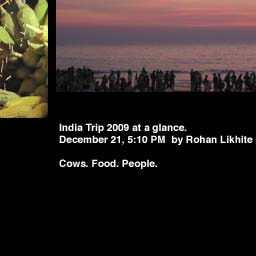 India Trip 2009 at a glance.
December 21, 5:10 PM by Rohan Likhite
Cows. Food. People.